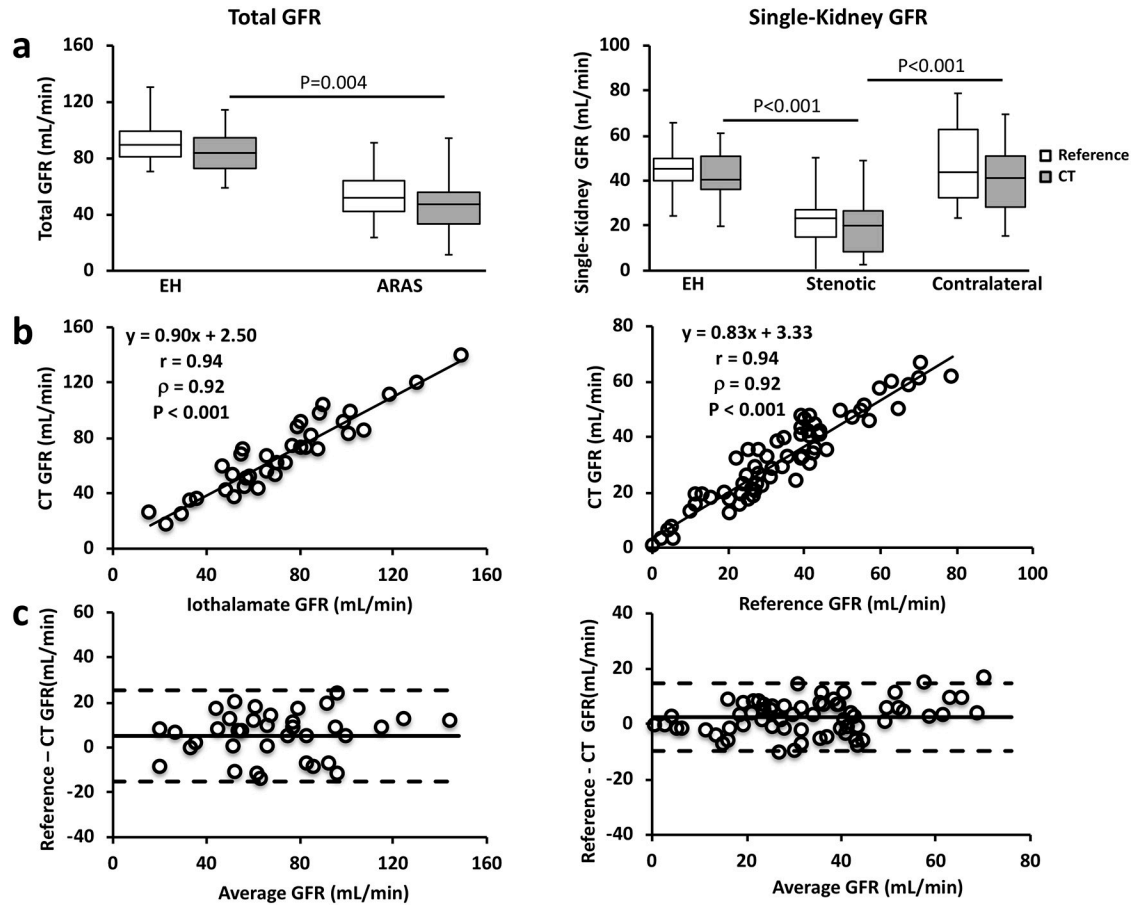 Total GFR
Single-Kidney GFR
a
Total GFR (mL/min)
160
120
80
40
0
P=0.004
EH
ARAS
Single-Kidney GFR (mL/min)
100
80
60
40
20
0
P<0.001
P<0.001
EH
Stenotic
Contralateral
Reference
CT
b
CT GFR (mL/min)
160
120
80
40
0
y = 0.90x + 2.50
r = 0.94
ρ = 0.92
P < 0.001
0 40 80 120 160
Iothalamate GFR (mL/min)
CT GFR (mL/min)
80
60
40
20
0
y = 0.83x + 3.33
r = 0.94
ρ = 0.92
P < 0.001
0 20 40 60 80 100
Reference GFR (mL/min)
c
Reference – CT GFR(mL/min)
60
40
20
0
-20
-40
0 40 80 120 160
Average GFR (mL/min)
Reference - CT GFR(mL/min)
40
20
0
-20
-40
0 20 40 60 80
Average GFR (mL/min)